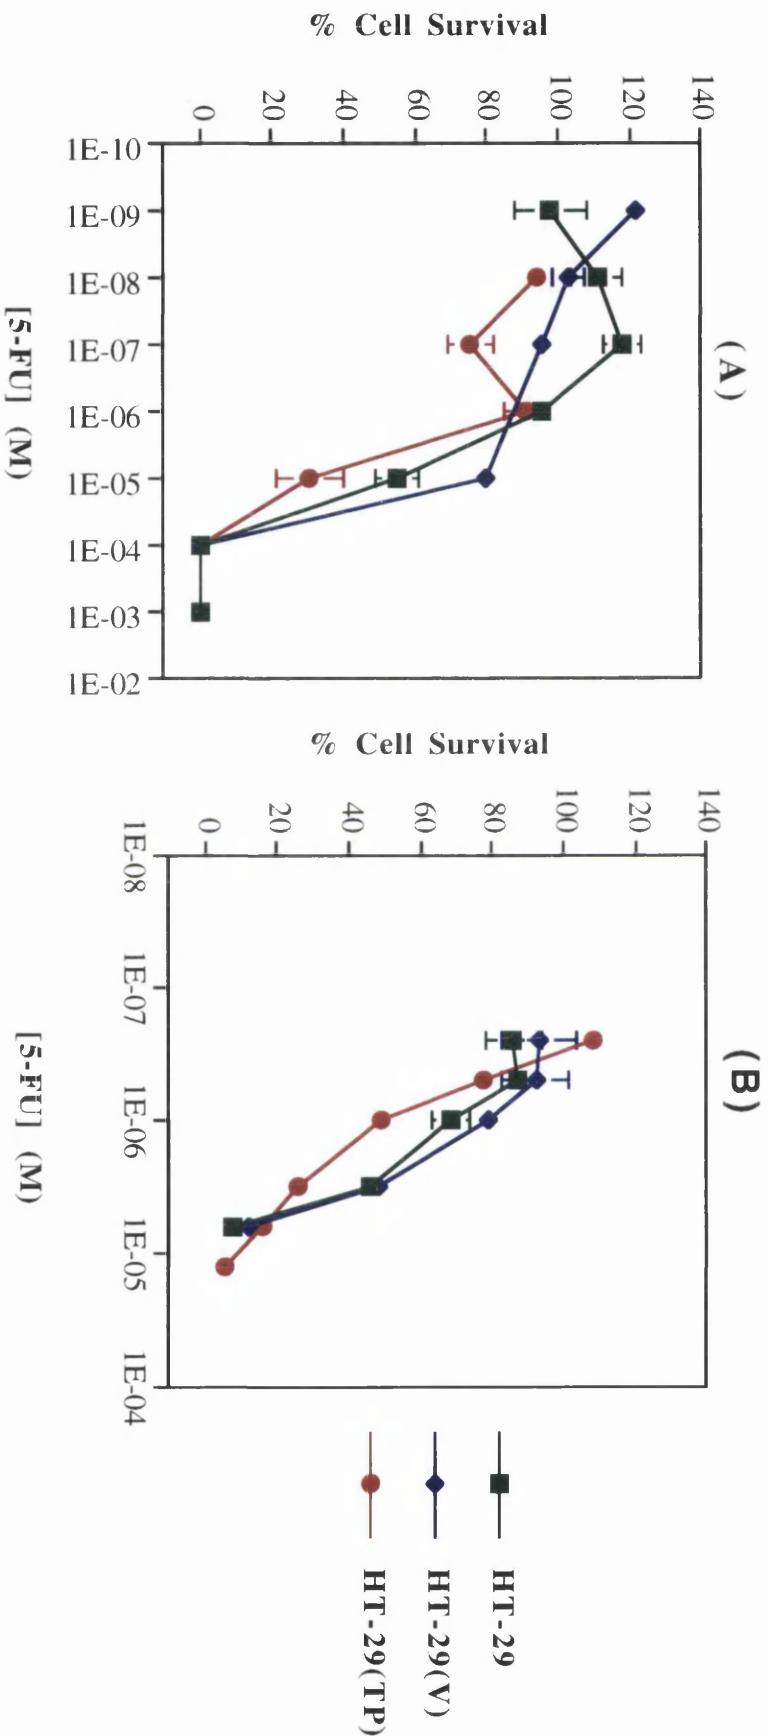 (A)
% Cell Survival
140
120
100
80
60
40
20
0
1E-10
1E-09
1E-08
1E-07
1E-06
1E-05
1E-04
1E-03
1E-02
[5-FU] (M)
(B)
% Cell Survival
140
120
100
80
60
40
20
0
1E-08
1E-07
1E-06
1E-05
1E-04
[5-FU] (M)
HT-29
HT-29(V)
HT-29(TP)